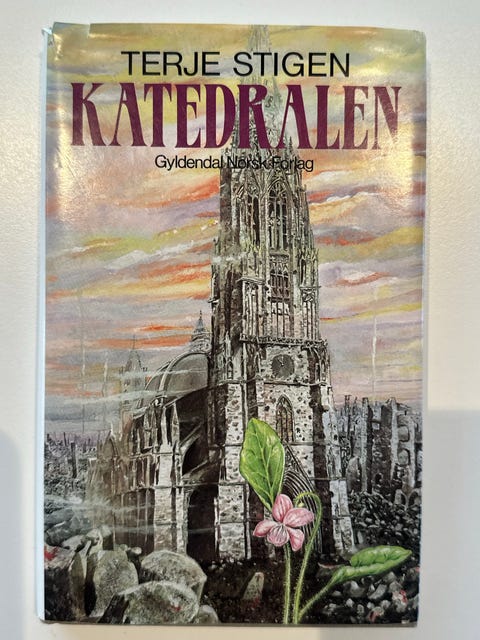 TERJE STIGEN
KATEDRALEN
Gyldendal Norsk Forlag